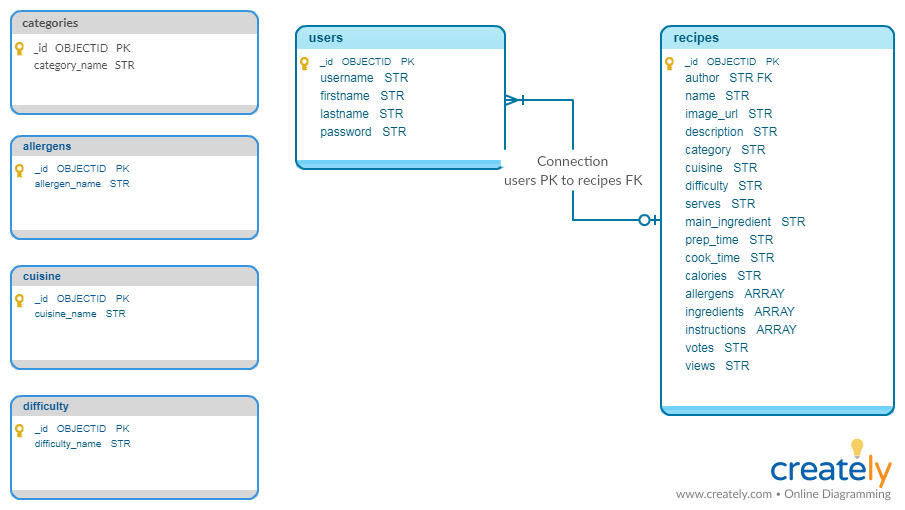 categories
_id OBJECTID PK
category_name STR
allergens
_id OBJECTID PK
allergen_name STR
cuisine
_id OBJECTID PK
cuisine_name STR
difficulty
_id OBJECTID PK
difficulty_name STR
users
_id OBJECTID PK
username STR
firstname STR
lastname STR
password STR
Connection
users PK to recipes FK
recipes
_id OBJECTID PK
author STR FK
name STR
image_url STR
description STR
category STR
cuisine STR
difficulty STR
serves STR
main_ingredient STR
prep_time STR
cook_time STR
calories STR
allergens ARRAY
ingredients ARRAY
instructions ARRAY
votes STR
views STR
creately
www.creately.com • Online Diagramming